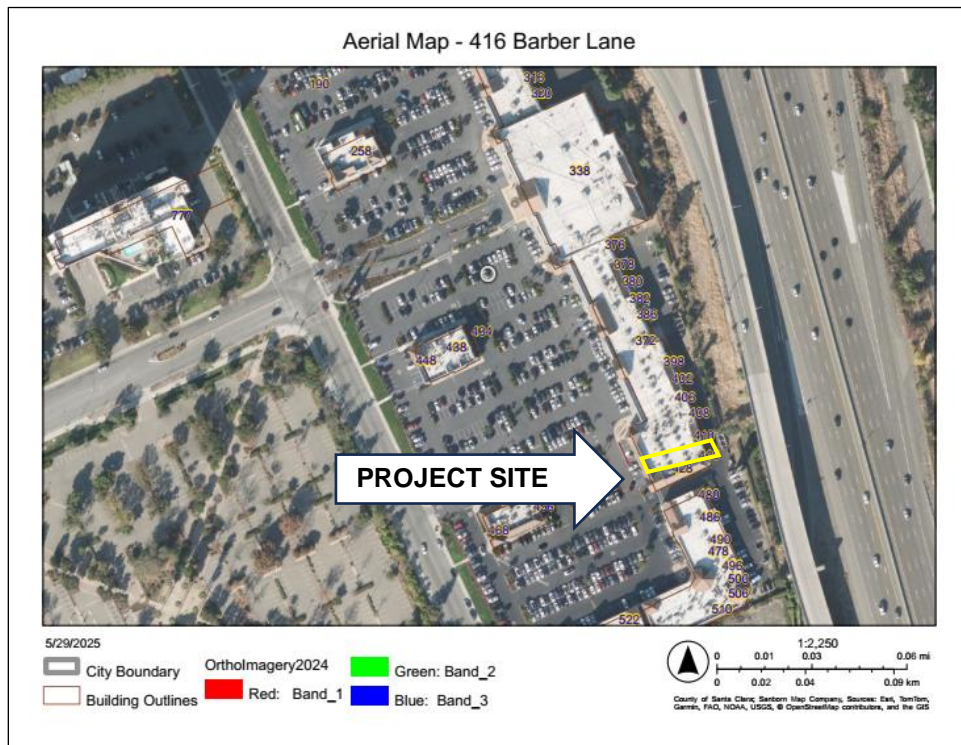 Aerial Map - 416 Barber Lane
190
316
320
258
338
777
376
378
380
382
386
372
434
438
448
398
402
406
408
PROJECT SITE
428
468
480
486
490
478
496
500
506
510
522
5/29/2025
City Boundary
Building Outlines
OrthoImagery2024
Red: Band_1
Green: Band_2
Blue: Band_3
1:2,250
0 0.01 0.03 0.06 mi
0 0.02 0.04 0.09 km
County of Santa Clara, Sanborn Map Company, Sources: Esri, TomTom,
Garmin, FAO, NOAA, USGS, © OpenStreetMap contributors, and the GIS